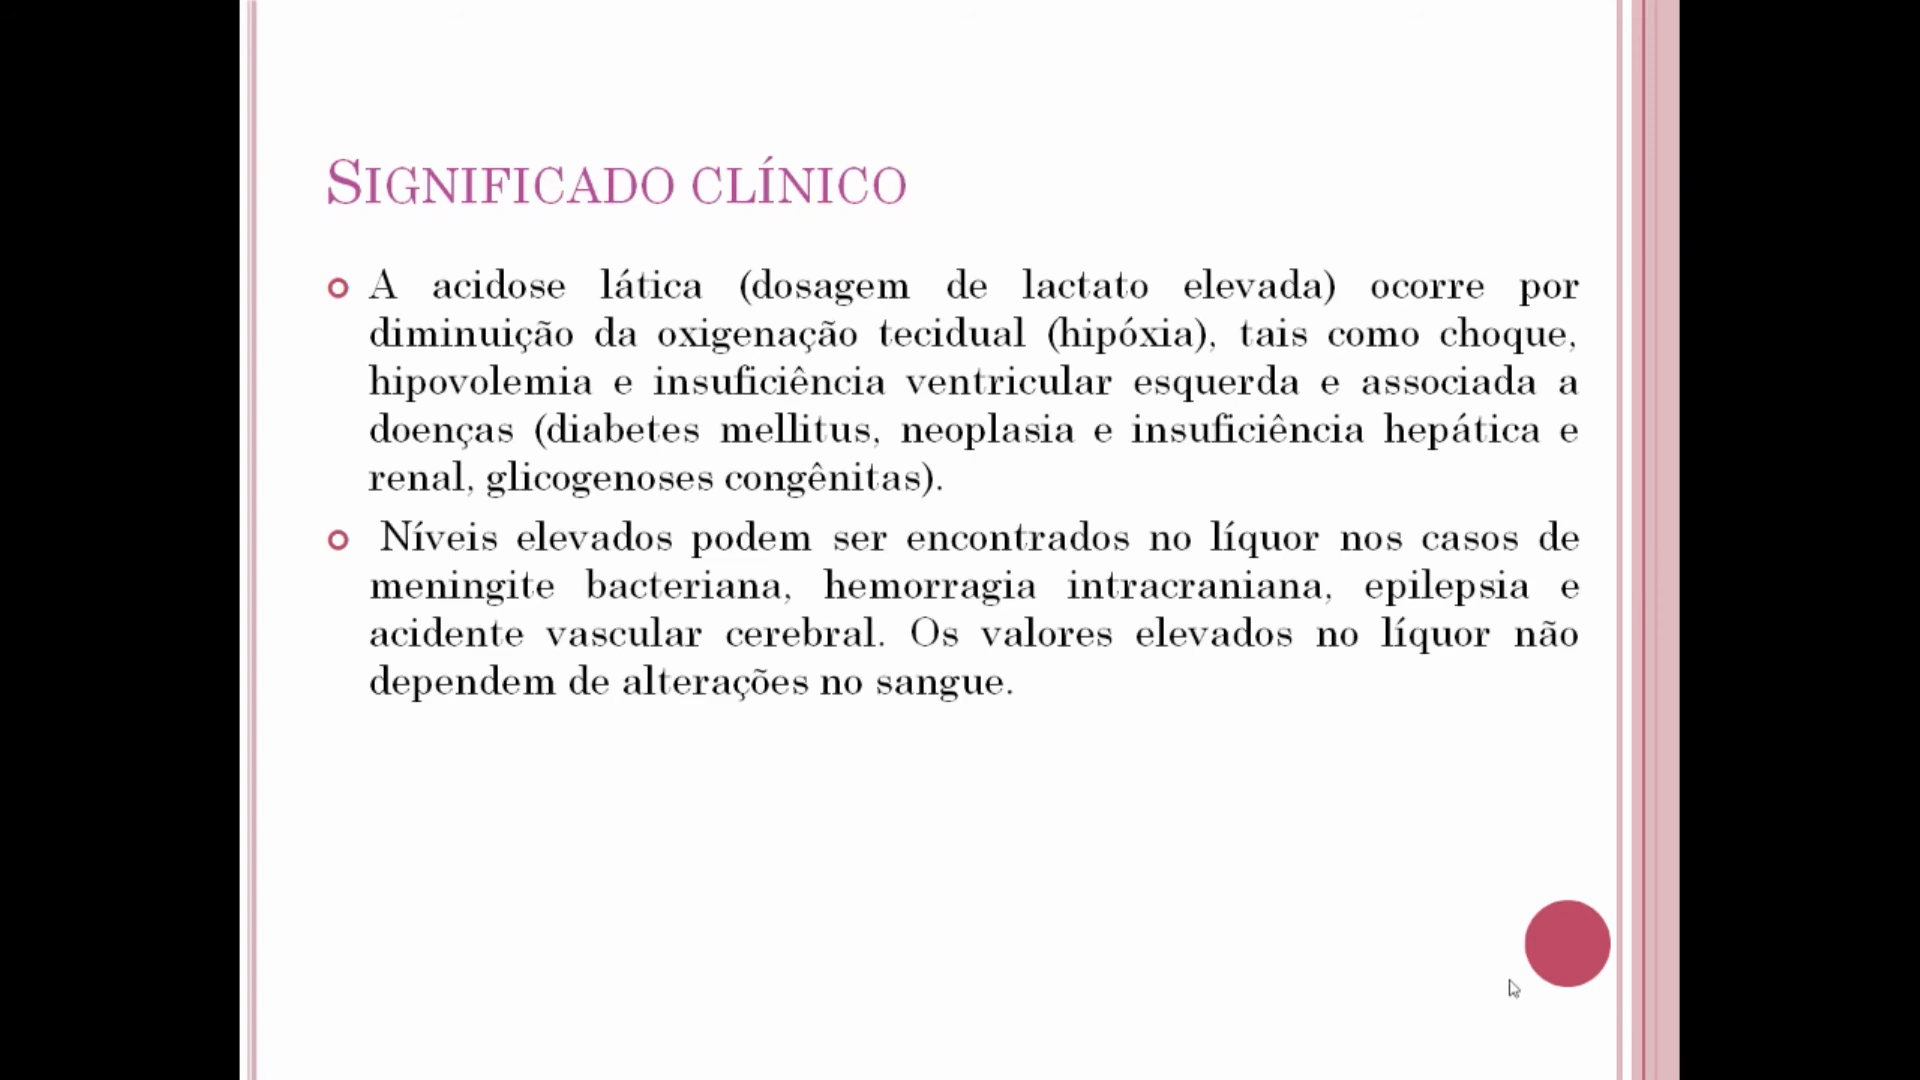 SIGNIFICADO CLÍNICO
A acidose lática (dosagem de lactato elevada) ocorre por
diminuição da oxigenação tecidual (hipóxia), tais como choque,
hipovolemia e insuficiência ventricular esquerda e associada a
doenças (diabetes mellitus, neoplasia e insuficiência hepática e
renal, glicogenoses congênitas).
Níveis elevados podem ser encontrados no líquor nos casos de
meningite bacteriana, hemorragia intracraniana, epilepsia e
acidente vascular cerebral. Os valores elevados no líquor não
dependem de alterações no sangue.